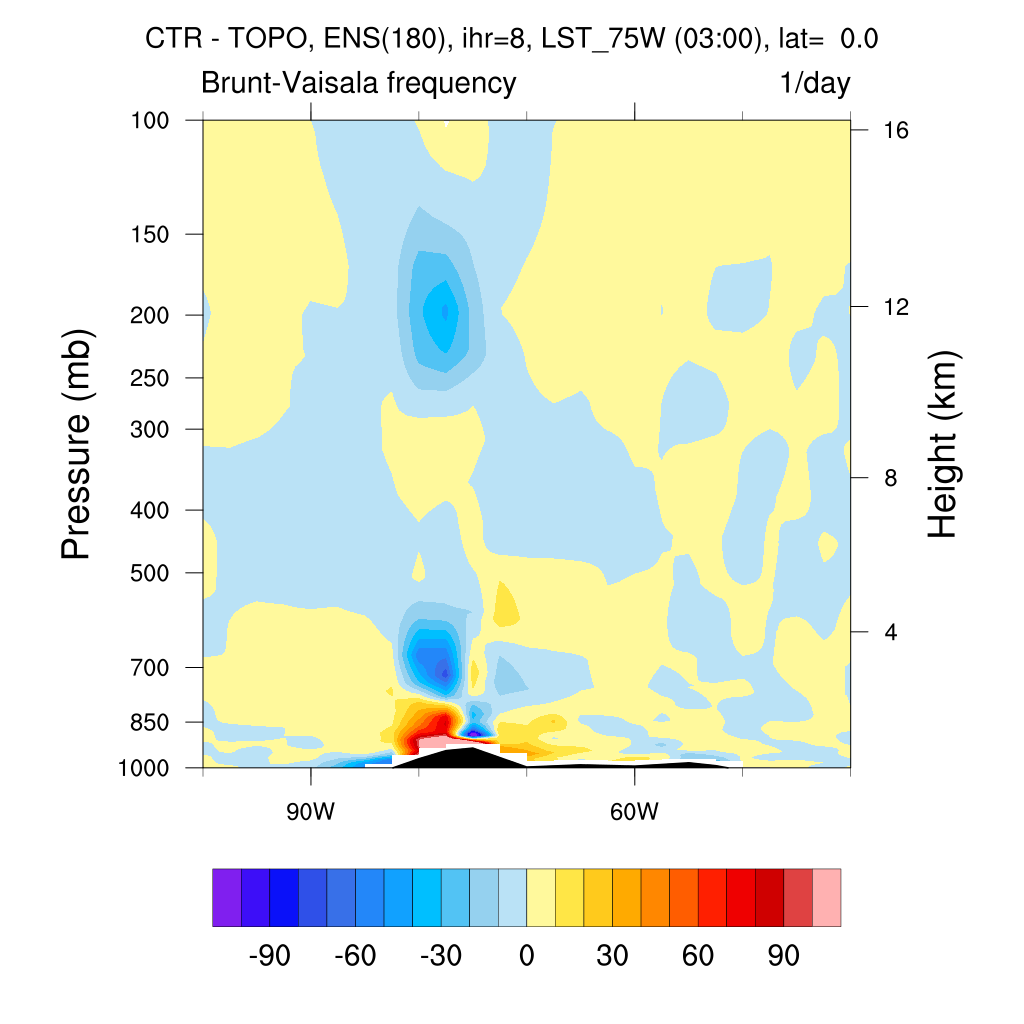 CTR - TOPO, ENS(180), ihr=8, LST_75W (03:00), lat=  0.0
Brunt-Vaisala frequency 1/day
Pressure (mb)
100
150
200
250
300
400
500
700
850
1000
16
12
8
4
Height (km)
90W 60W
-90 -60 -30 0 30 60 90